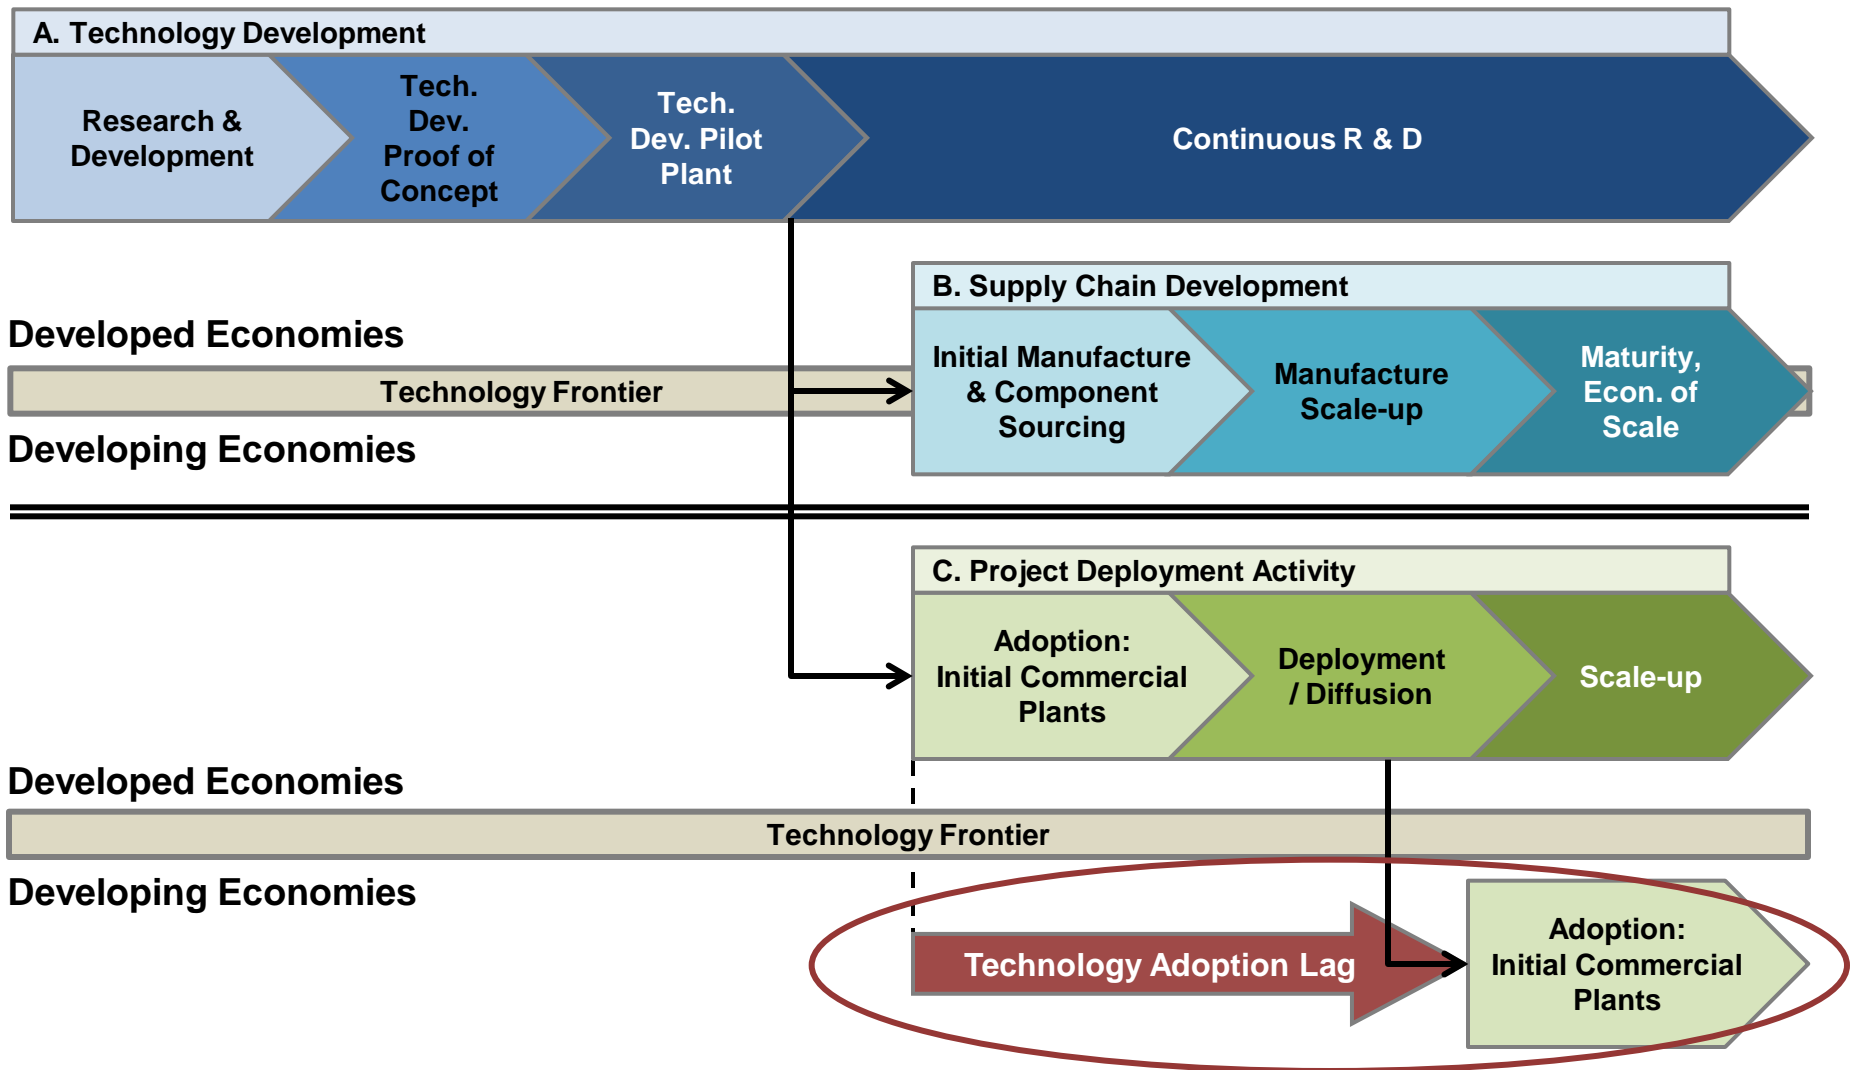 A. Technology Development
Research &
Development
Tech.
Dev.
Proof of
Concept
Tech.
Dev. Pilot
Plant
Continuous R & D
B. Supply Chain Development
Developed Economies
Technology Frontier
Developing Economies
Initial Manufacture
& Component
Sourcing
Manufacture
Scale-up
Maturity,
Econ. of
Scale
C. Project Deployment Activity
Adoption:
Initial Commercial
Plants
Deployment
/ Diffusion
Scale-up
Developed Economies
Technology Frontier
Developing Economies
Technology Adoption Lag
Adoption:
Initial Commercial
Plants